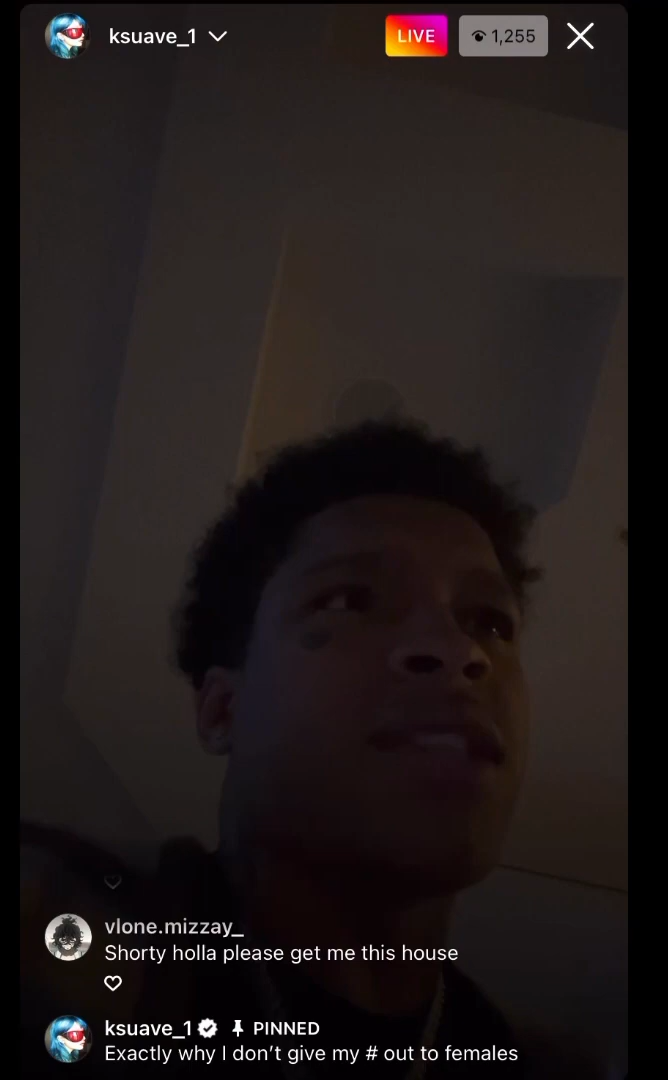 ksuave_1
LIVE
1,255
vlone.mizzay_
Shorty holla please get me this house
ksuave_1 PINNED
Exactly why I don’t give my # out to females